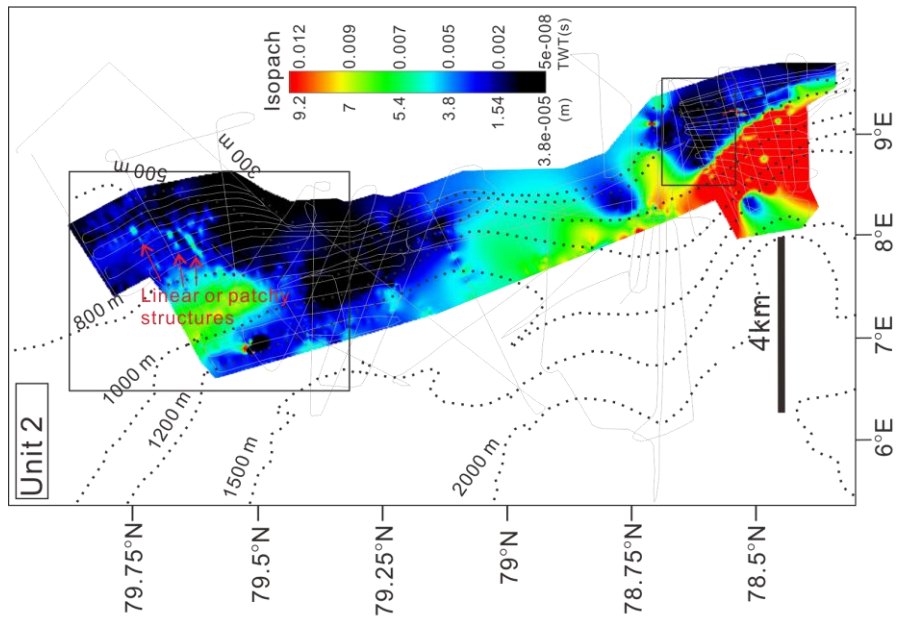 Unit 2
Isopach
9.2 0.012
7 0.009
5.4 0.007
3.8 0.005
1.54 0.002
3.8e-005 5e-008
(m) TWT(s)
300 m
500 m
800 m
1000 m
1200 m
1500 m
2000 m
Linear or patchy
structures
4km
79.75°N
79.5°N
79.25°N
79°N
78.75°N
78.5°N
6°E
7°E
8°E
9°E